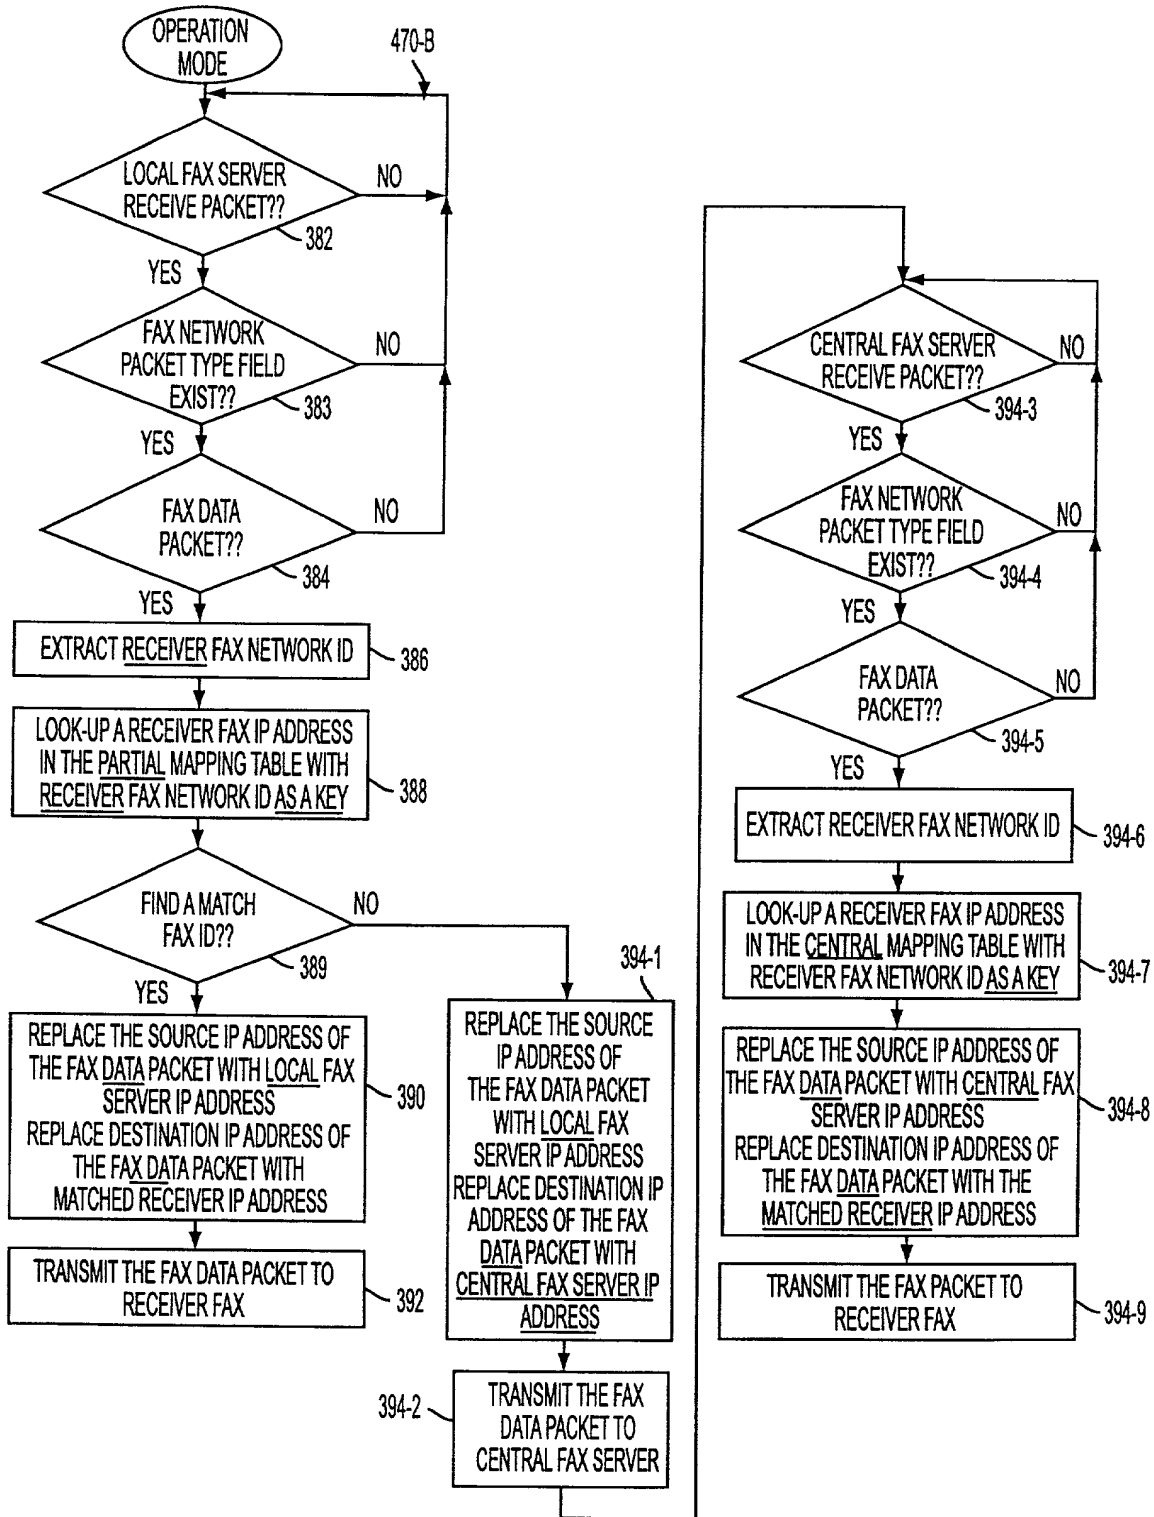 OPERATION
MODE
470-B
LOCAL FAX SERVER
RECEIVE PACKET??
NO
382
YES
FAX NETWORK
PACKET TYPE FIELD
EXIST??
NO
383
YES
FAX DATA
PACKET??
NO
384
YES
EXTRACT RECEIVER FAX NETWORK ID
386
LOOK-UP A RECEIVER FAX IP ADDRESS
IN THE PARTIAL MAPPING TABLE WITH
RECEIVER FAX NETWORK ID AS A KEY
388
FIND A MATCH
FAX ID??
NO
389
YES
REPLACE THE SOURCE IP ADDRESS OF
THE FAX DATA PACKET WITH LOCAL FAX
SERVER IP ADDRESS
REPLACE DESTINATION IP ADDRESS OF
THE FAX DATA PACKET WITH
MATCHED RECEIVER IP ADDRESS
390
TRANSMIT THE FAX DATA PACKET TO
RECEIVER FAX
392
394-1
REPLACE THE SOURCE
IP ADDRESS OF
THE FAX DATA PACKET
WITH LOCAL FAX
SERVER IP ADDRESS
REPLACE DESTINATION IP
ADDRESS OF THE FAX
DATA PACKET WITH
CENTRAL FAX SERVER IP
ADDRESS
394-2
TRANSMIT THE FAX
DATA PACKET TO
CENTRAL FAX SERVER
CENTRAL FAX SERVER
RECEIVE PACKET??
NO
394-3
YES
FAX NETWORK
PACKET TYPE FIELD
EXIST??
NO
394-4
YES
FAX DATA
PACKET??
NO
394-5
YES
EXTRACT RECEIVER FAX NETWORK ID
394-6
LOOK-UP A RECEIVER FAX IP ADDRESS
IN THE CENTRAL MAPPING TABLE WITH
RECEIVER FAX NETWORK ID AS A KEY
394-7
REPLACE THE SOURCE IP ADDRESS OF
THE FAX DATA PACKET WITH CENTRAL FAX
SERVER IP ADDRESS
REPLACE DESTINATION IP ADDRESS OF
THE FAX DATA PACKET WITH THE
MATCHED RECEIVER IP ADDRESS
394-8
TRANSMIT THE FAX PACKET TO
RECEIVER FAX
394-9